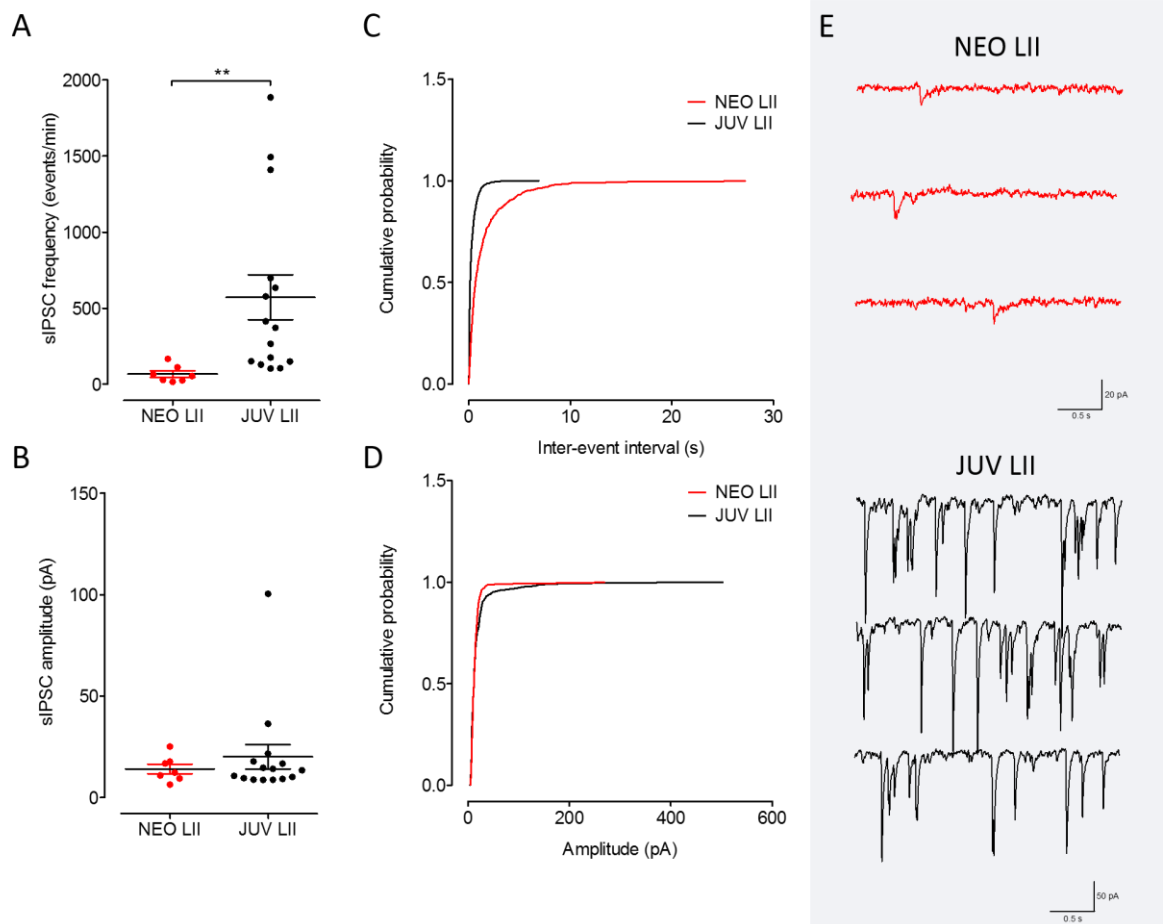 A
**
sIPSC frequency (events/min)
2000
1500
1000
500
0
NEO LII JUV LII
B
sIPSC amplitude (pA)
150
100
50
0
NEO LII JUV LII
C
Cumulative probability
1.5
1.0
0.5
0.0
NEO LII
JUV LII
0 10 20 30
Inter-event interval (s)
D
Cumulative probability
1.5
1.0
0.5
0.0
NEO LII
JUV LII
0 200 400 600
Amplitude (pA)
E
NEO LII
20 pA
0.5 s
JUV LII
50 pA
0.5 s